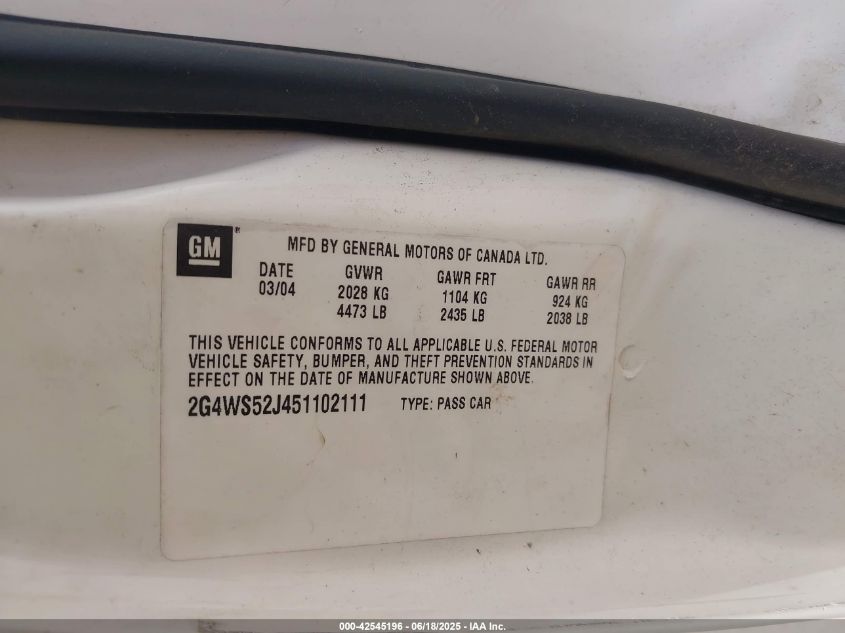 GM®
MFD BY GENERAL MOTORS OF CANADA LTD.
DATE GVWR GAWR FRT GAWR RR
03/04 2028 KG 1104 KG 924 KG
4473 LB 2435 LB 2038 LB
THIS VEHICLE CONFORMS TO ALL APPLICABLE U.S. FEDERAL MOTOR
VEHICLE SAFETY, BUMPER, AND THEFT PREVENTION STANDARDS IN
EFFECT ON THE DATE OF MANUFACTURE SHOWN ABOVE.
2G4WS52J451102111 TYPE: PASS CAR
000-42545196 - 06/18/2025 - IAA Inc.